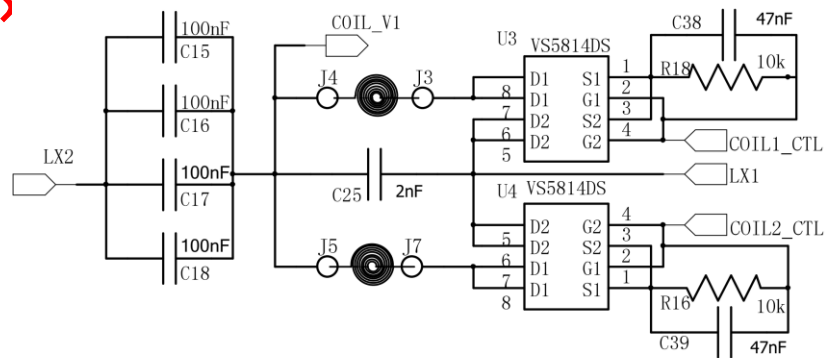 COIL_V1
C38
47nF
100nF
C15
U3
VS5814DS
J4
J3
D1
S1
1
R18
10k
8
D1
G1
2
100nF
C16
7
D2
S2
3
6
D2
G2
4
COIL1_CTL
5
LX2
100nF
C17
C25
2nF
LX1
U4
VS5814DS
D2
G2
4
COIL2_CTL
5
D2
S2
3
100nF
C18
J5
J7
6
D1
G1
2
7
D1
S1
1
8
R16
10k
C39
47nF